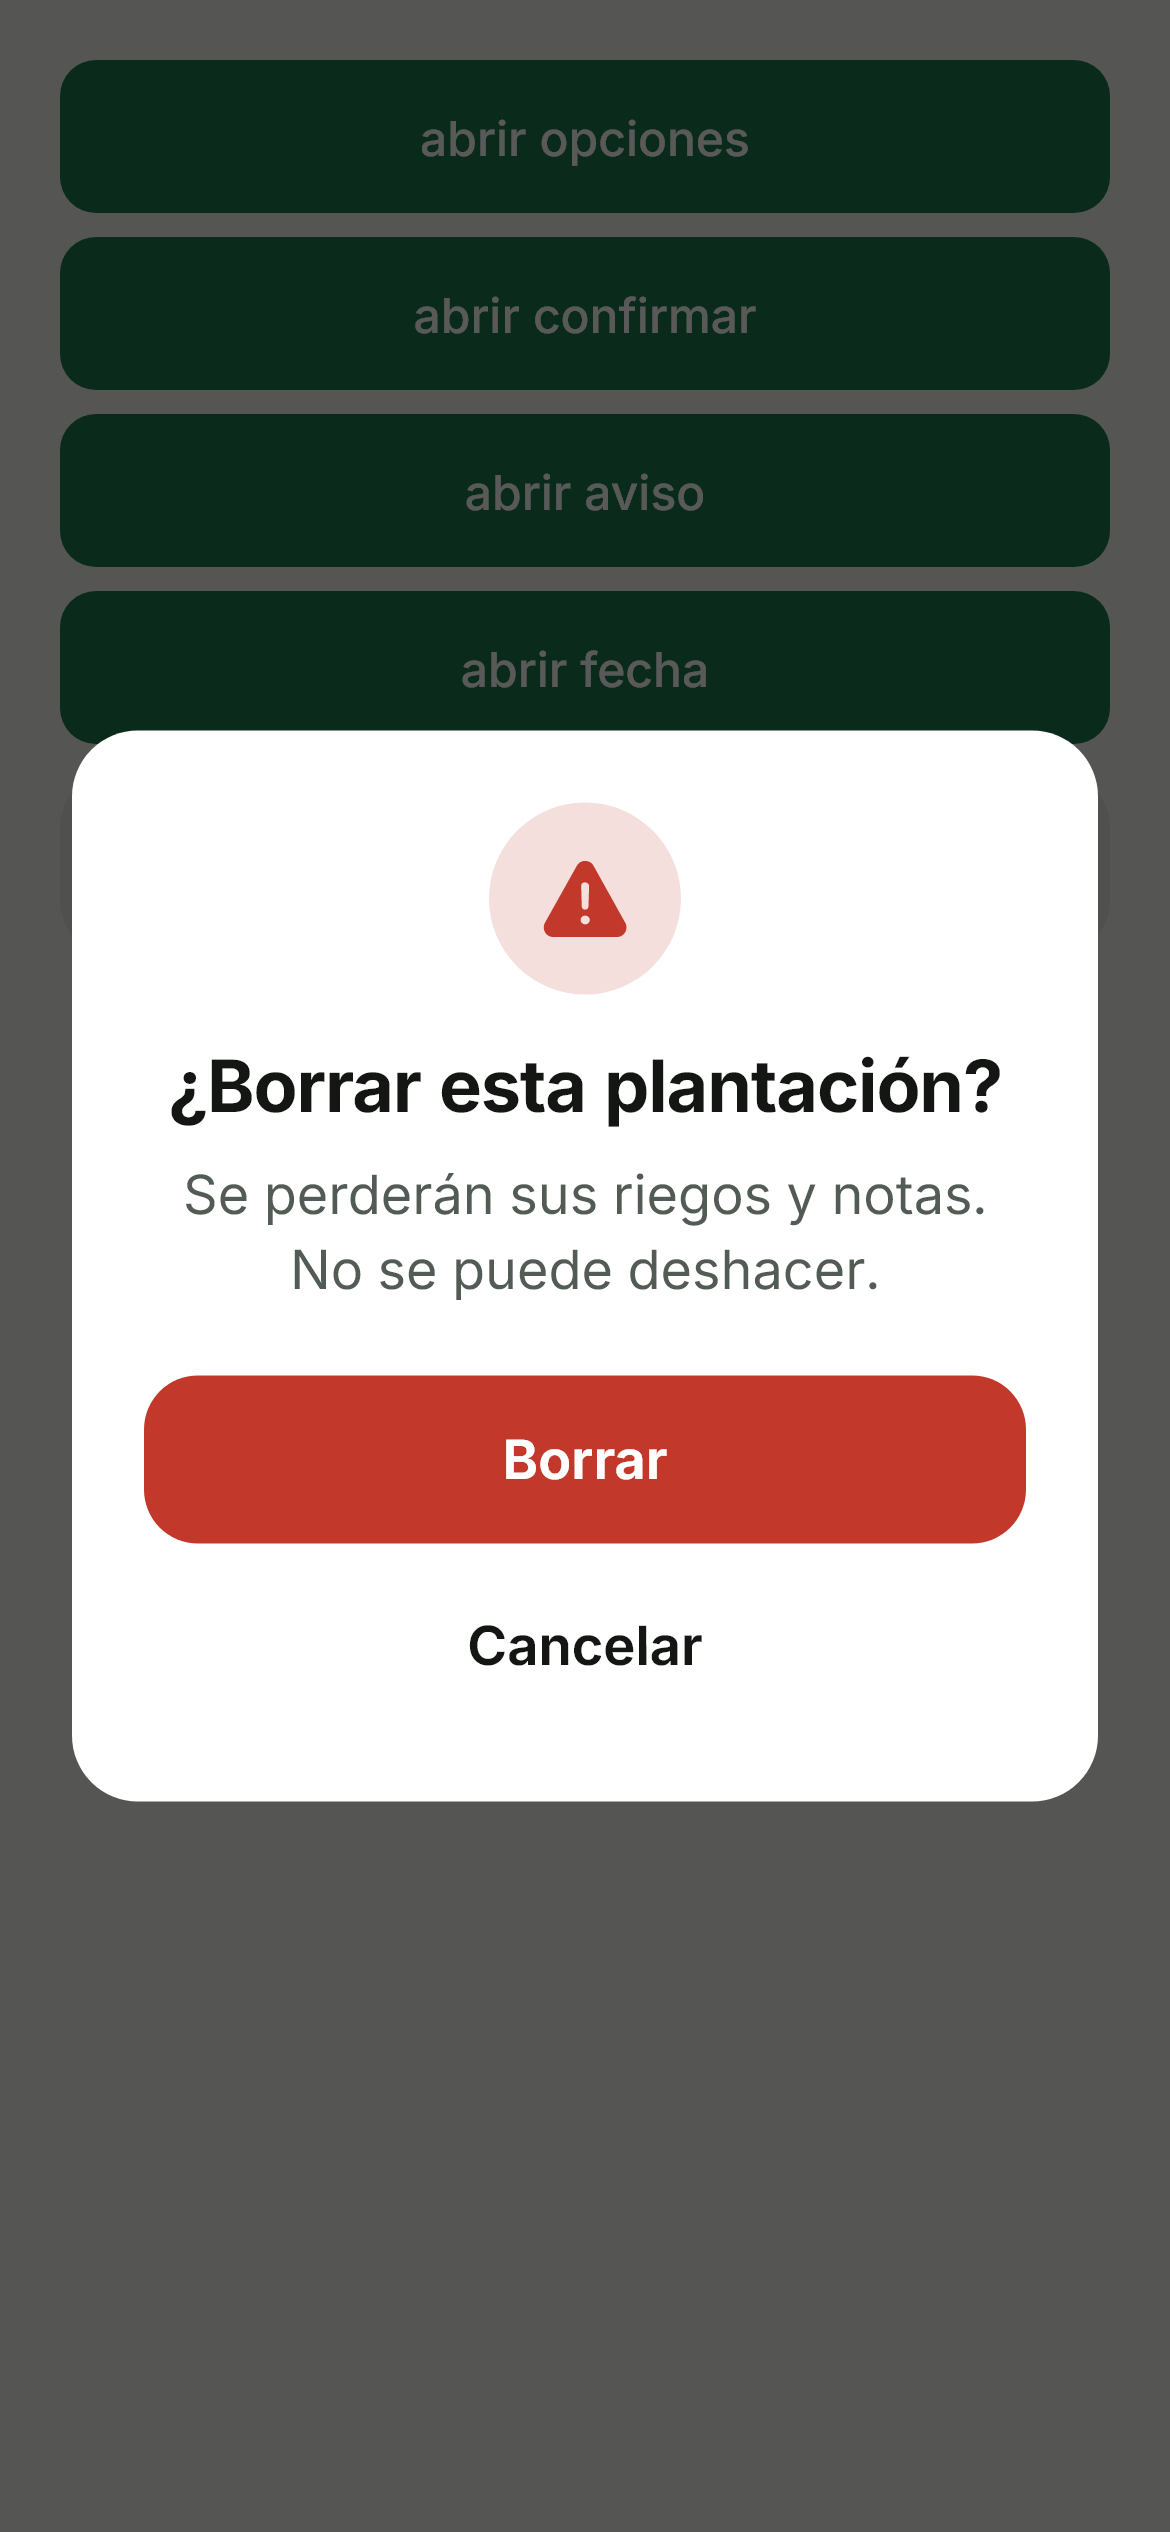 abrir opciones
abrir confirmar
abrir aviso
abrir fecha
¿Borrar esta plantación?
Se perderán sus riegos y notas.
No se puede deshacer.
Borrar
Cancelar